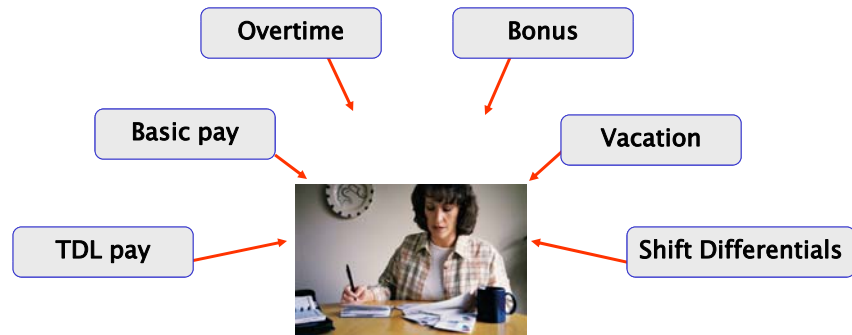 Overtime
Bonus
Basic pay
Vacation
TDL pay
Shift Differentials